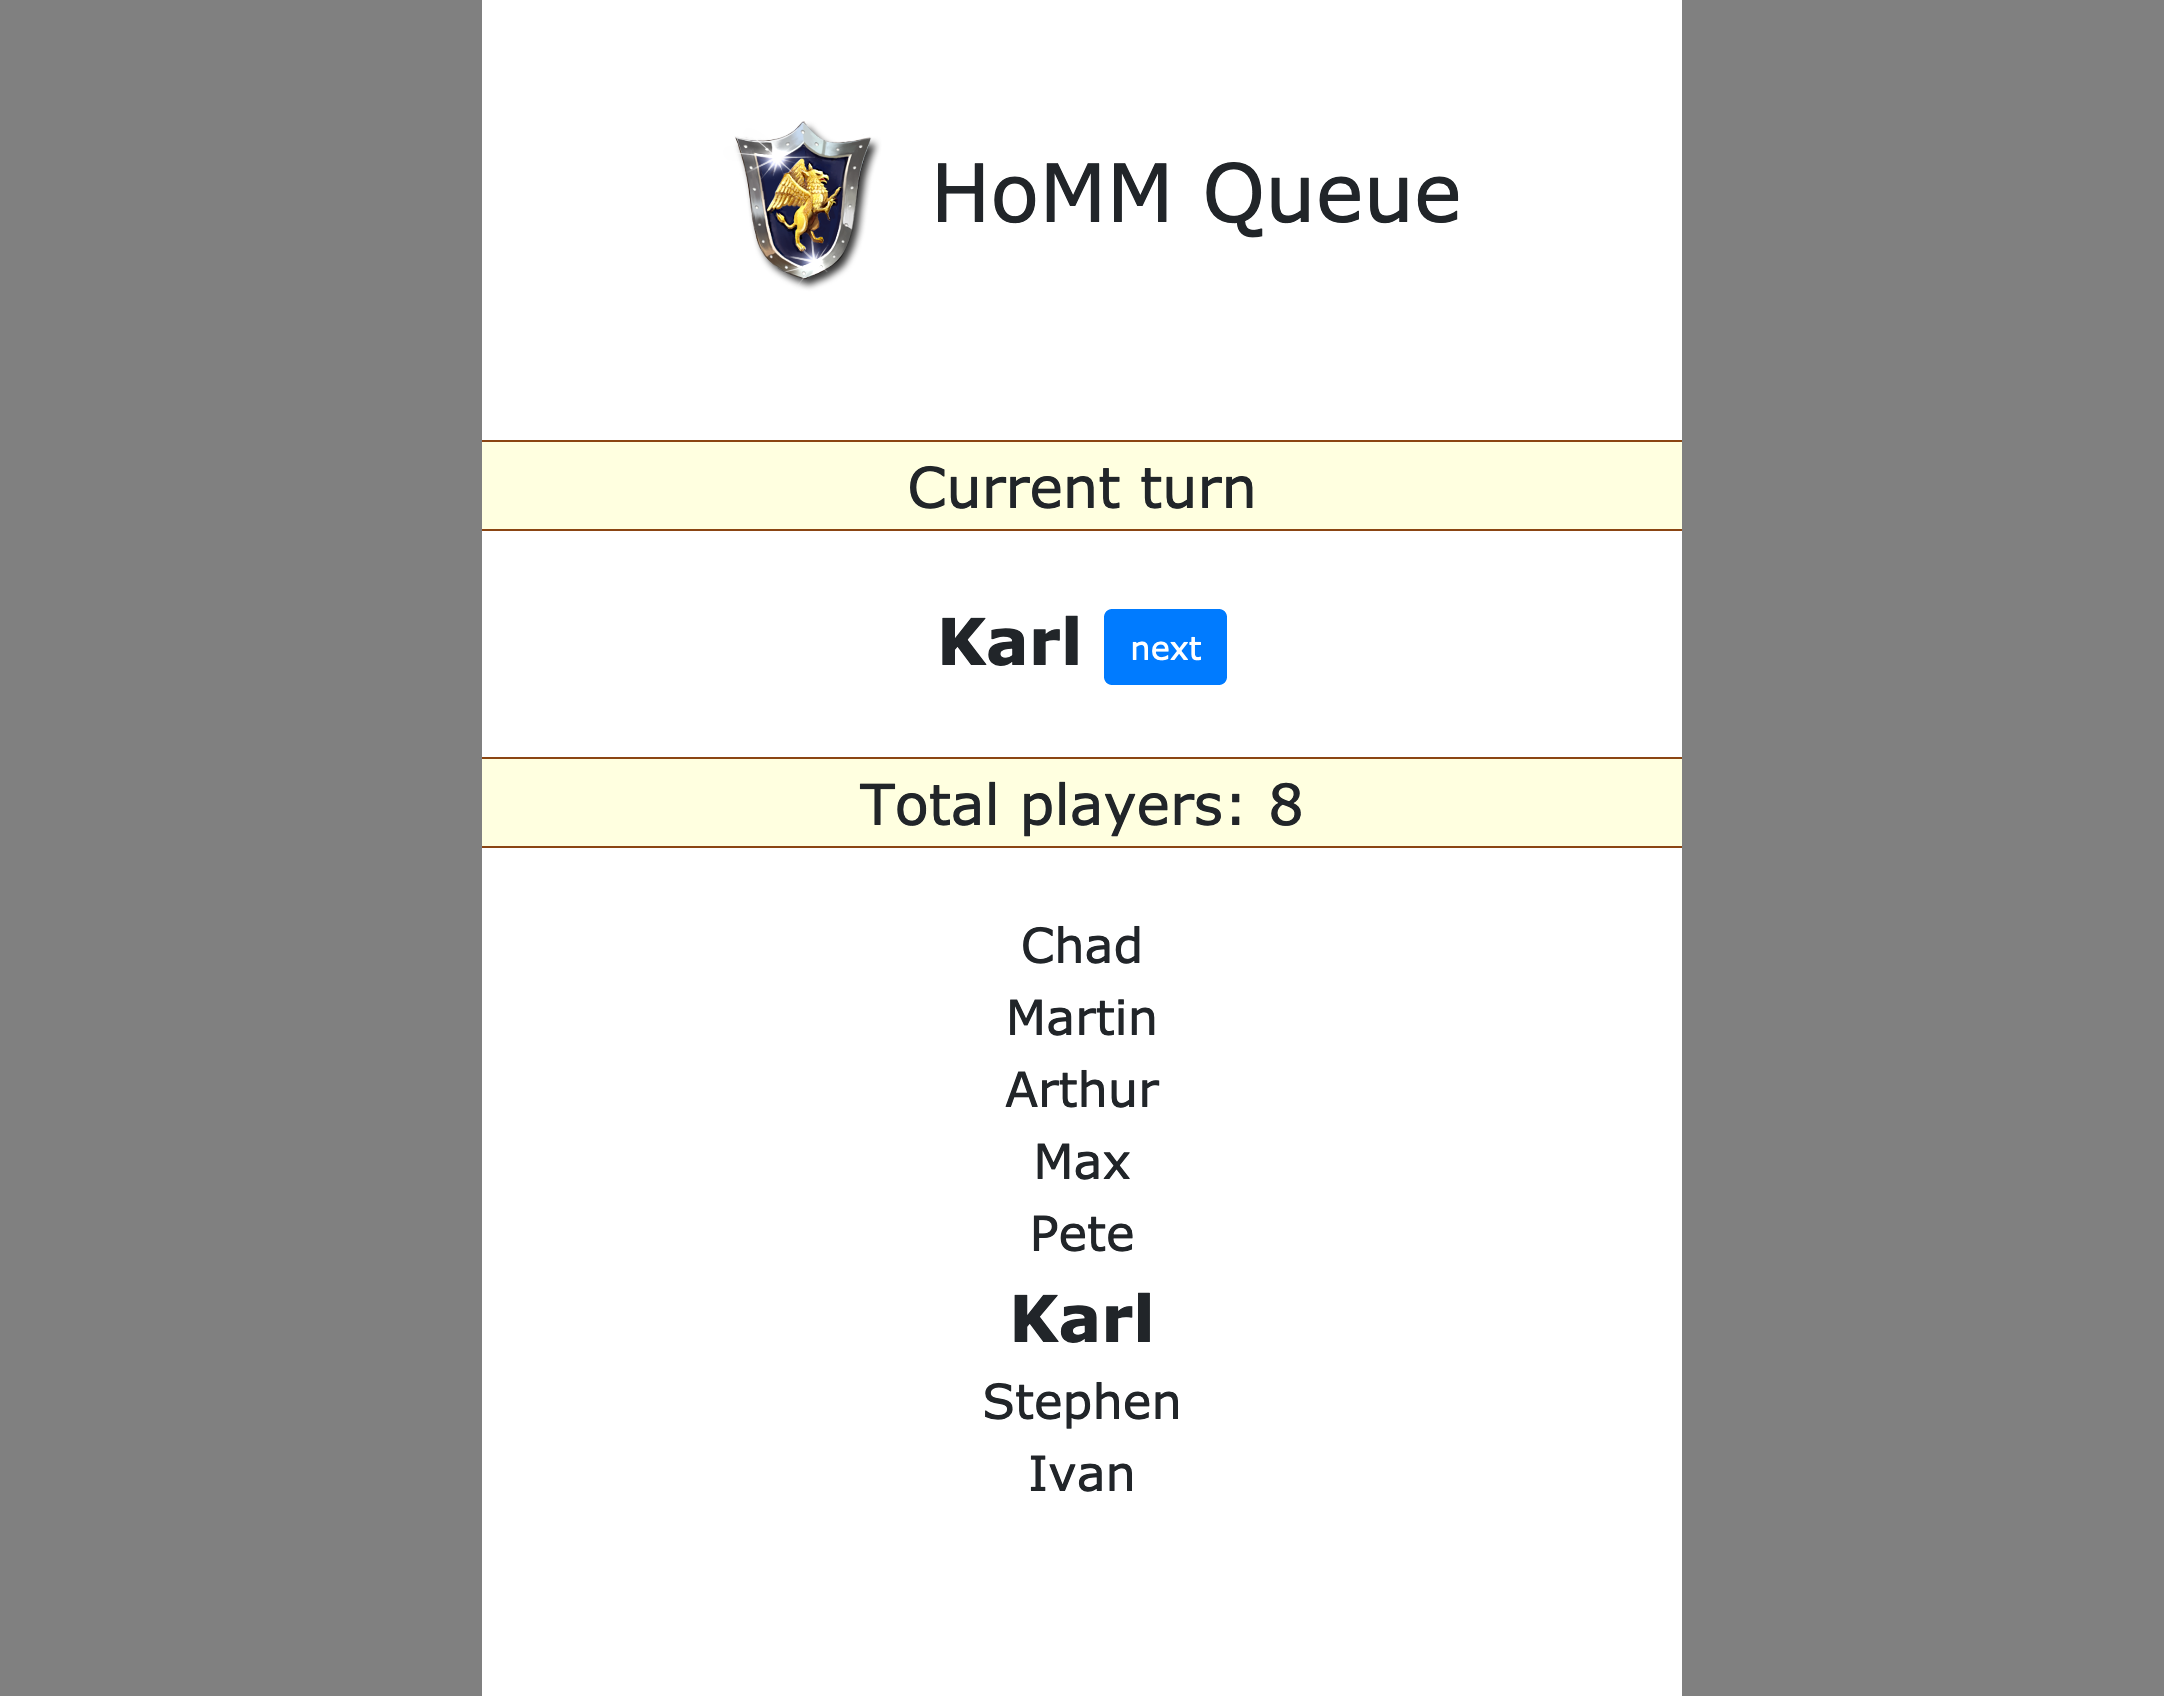 HoMM Queue
Current turn
Karl next
Total players: 8
Chad
Martin
Arthur
Max
Pete
Karl
Stephen
Ivan